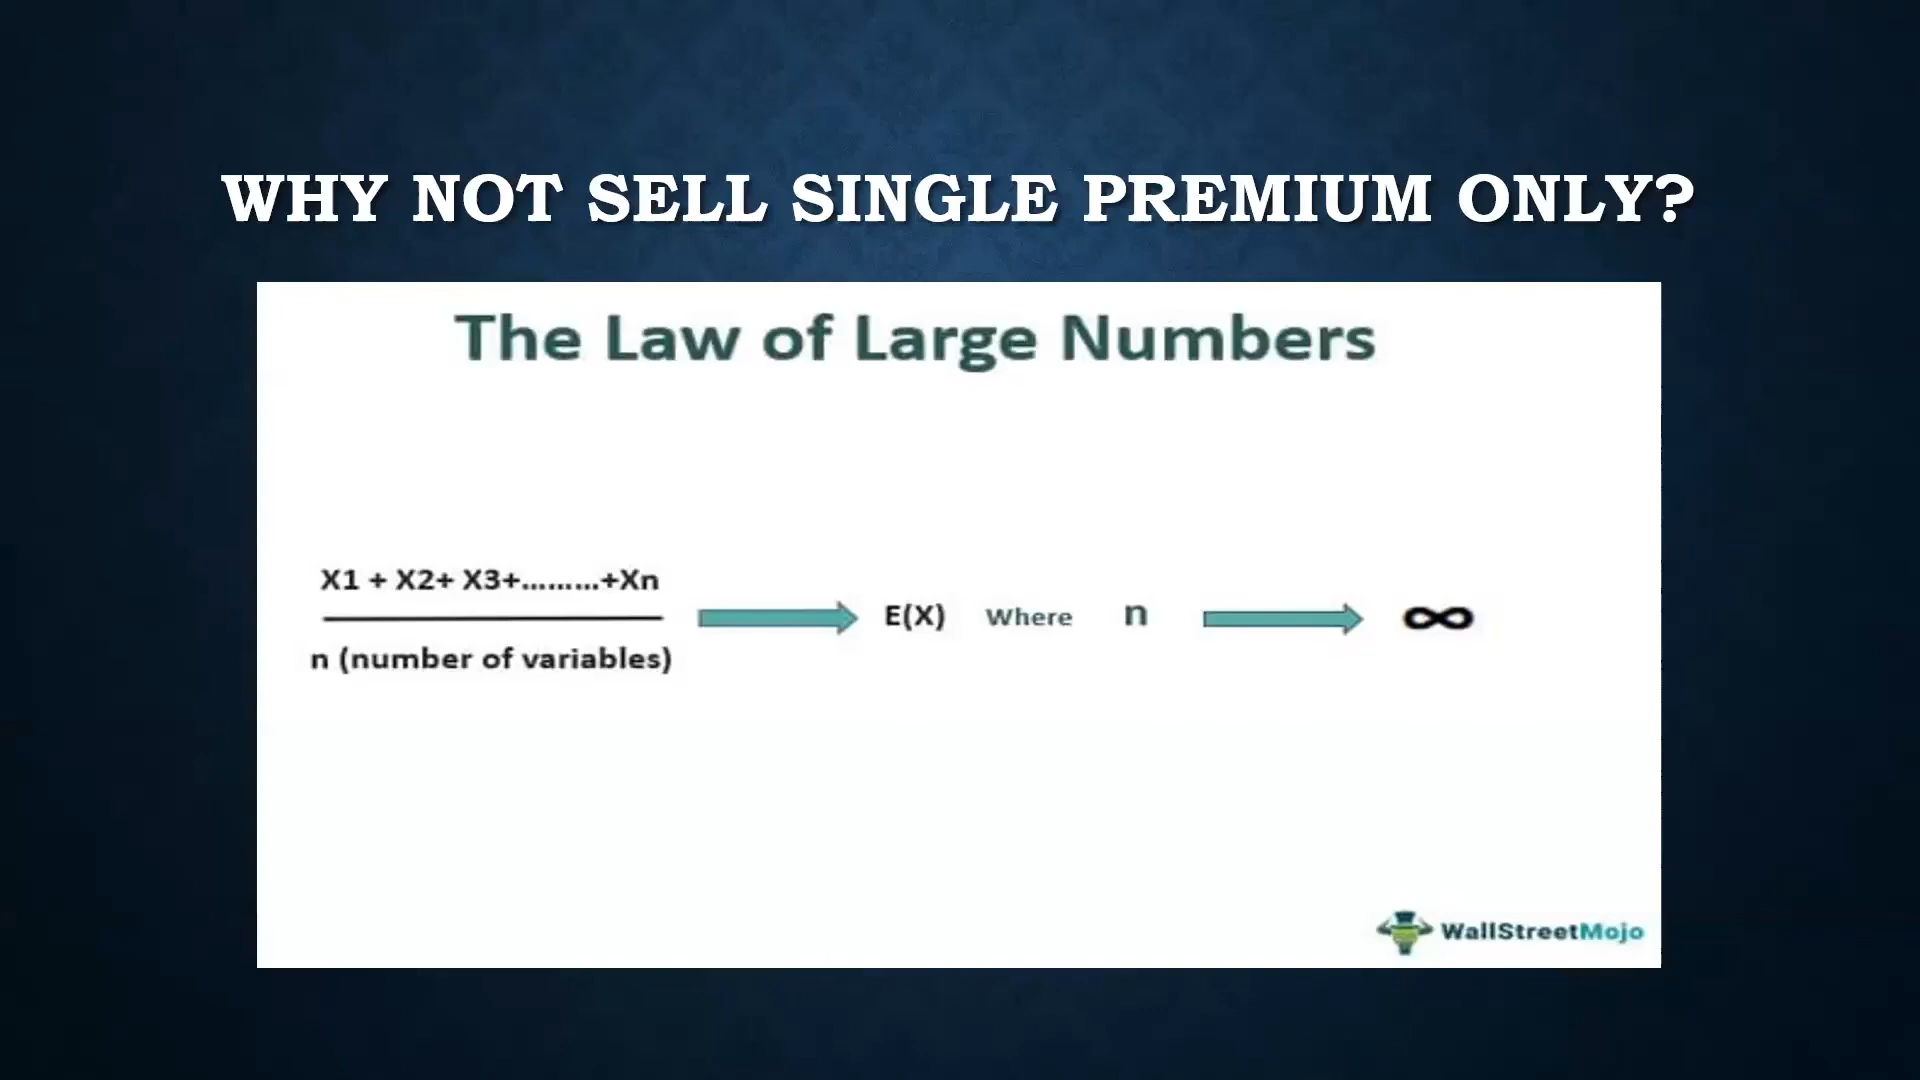 WHY NOT SELL SINGLE PREMIUM ONLY?
The Law of Large Numbers
X1 + X2+ X3+.........+Xn
n (number of variables)
E(X) Where n ∞
WallStreetMojo